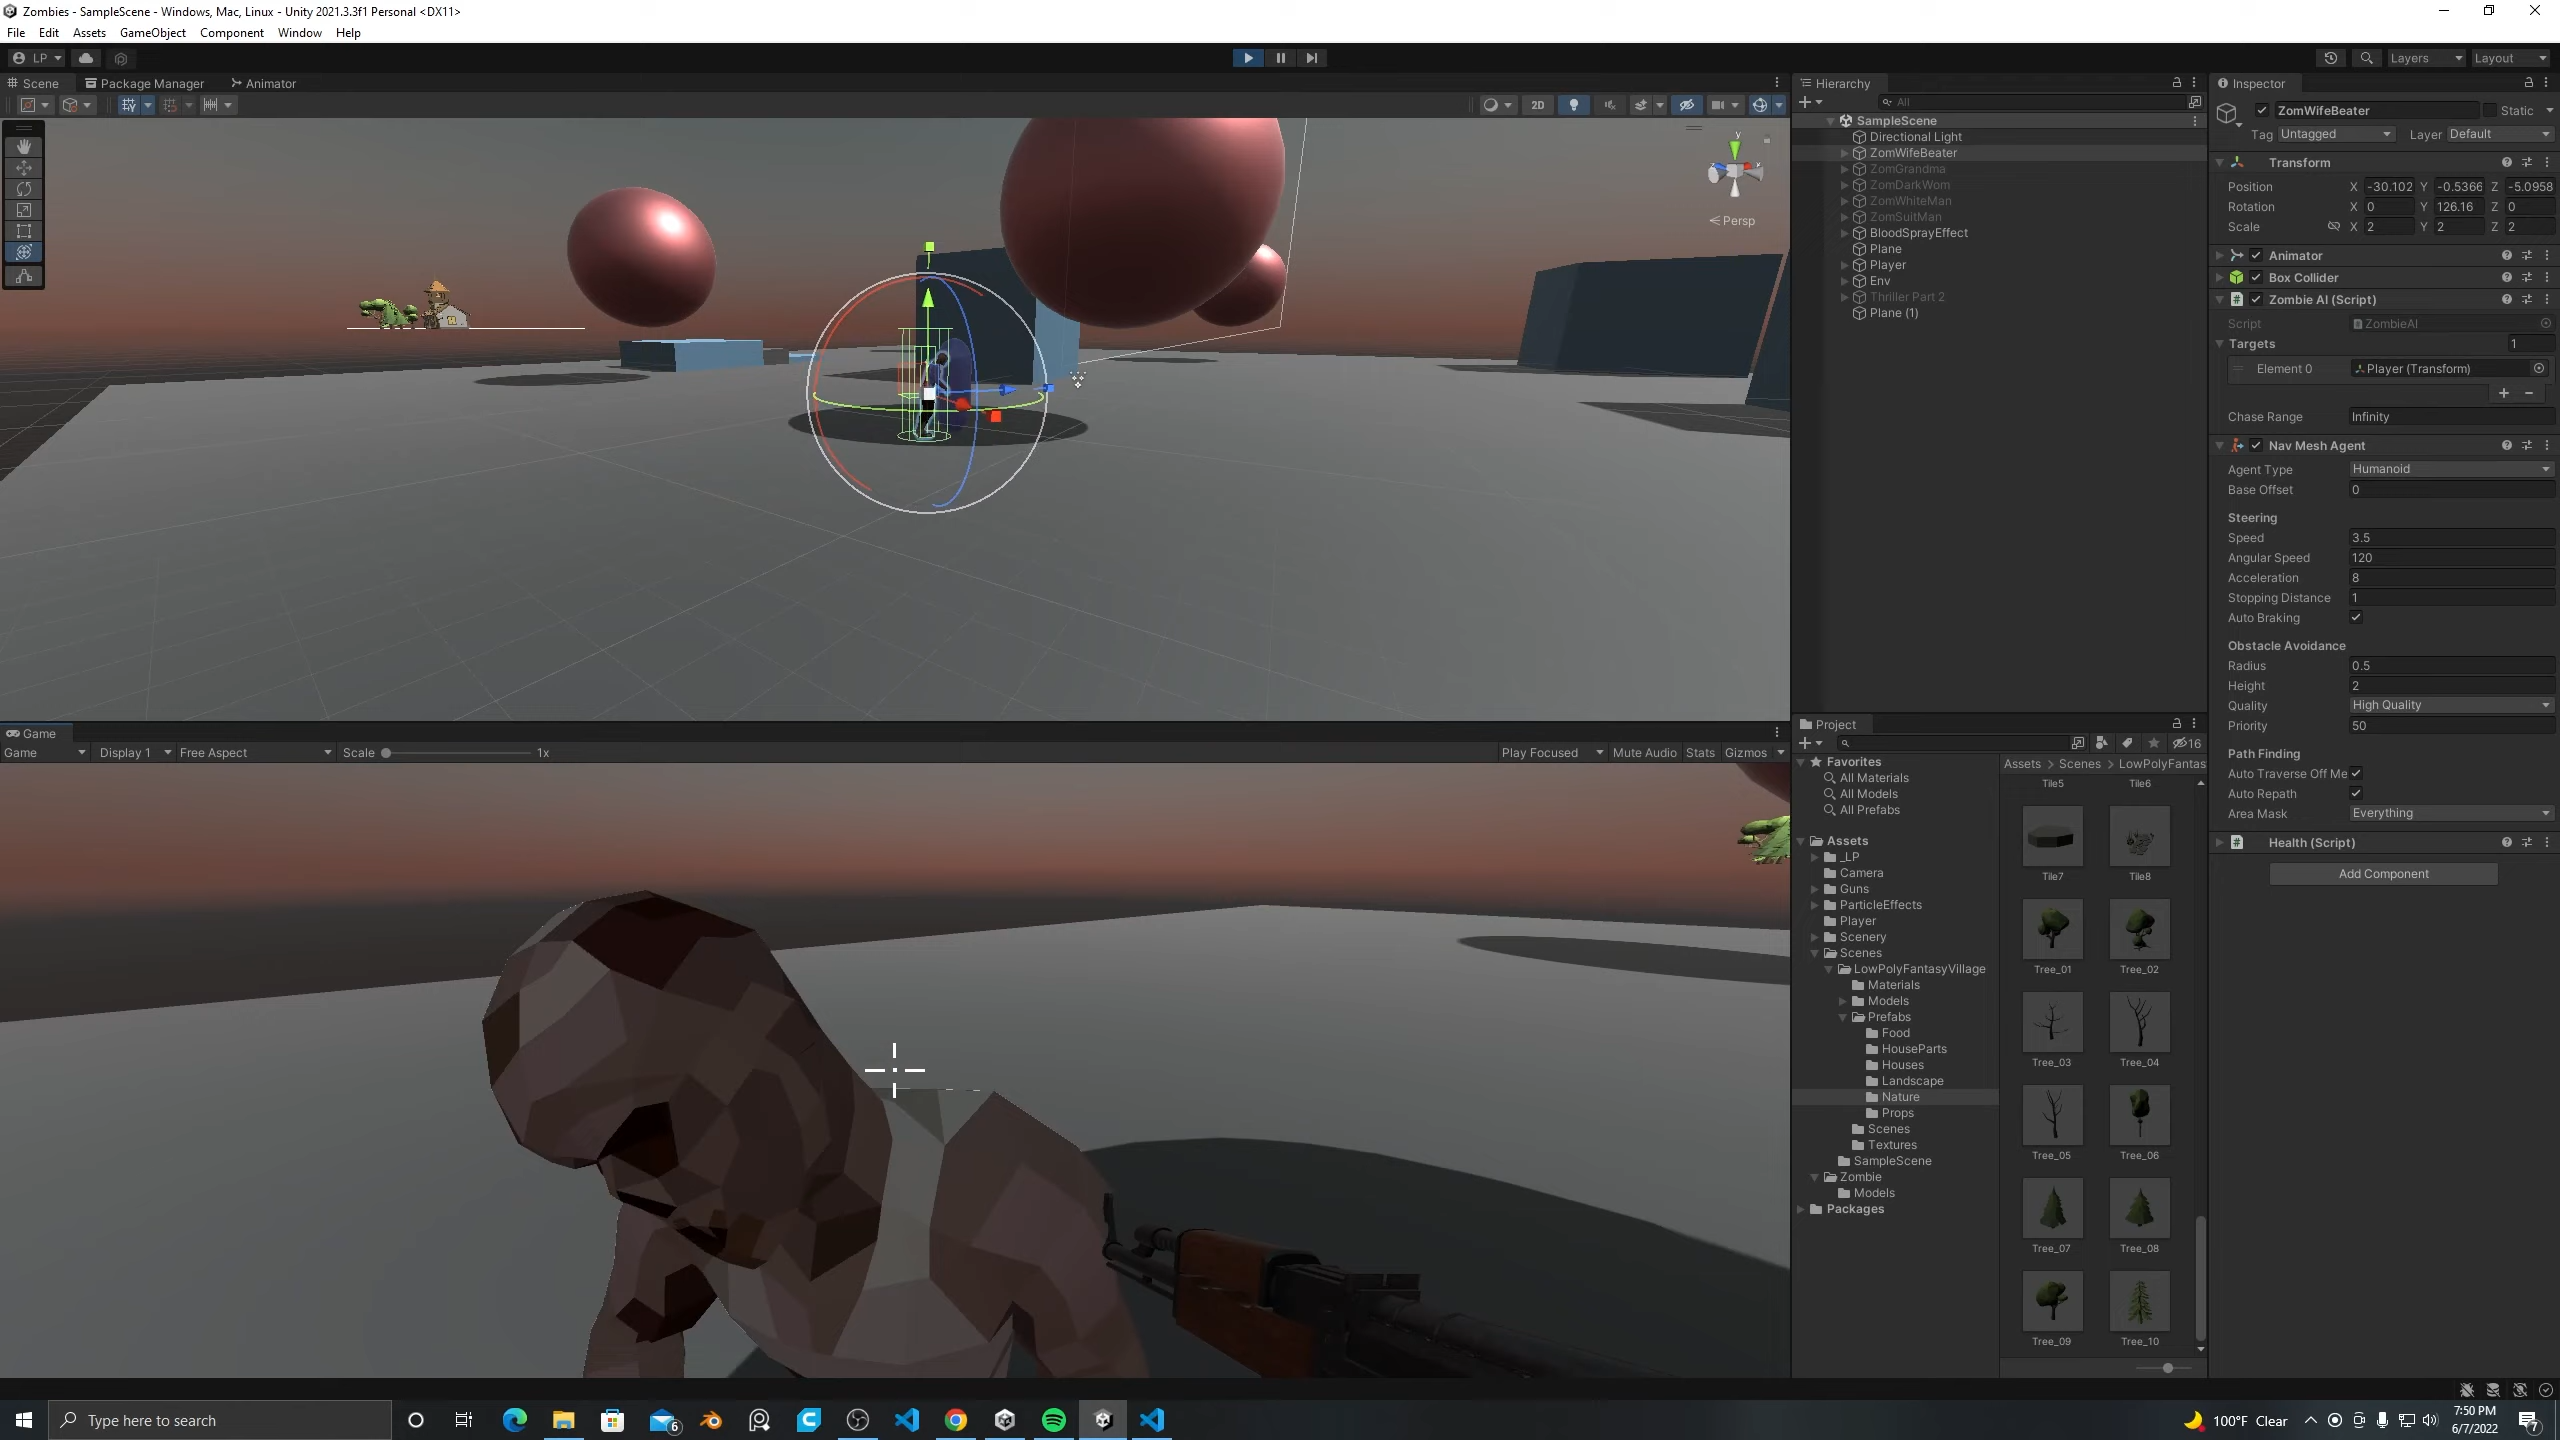 Zombies - SampleScene - Windows, Mac, Linux - Unity 2021.3.3f1 Personal <DX11>
File Edit Assets GameObject Component Window Help
LP
Layers Layout
Scene Package Manager Animator
2D
y
x
z
Persp
Game
Game Display 1 Free Aspect Scale 1x Play Focused Mute Audio Stats Gizmos
Hierarchy
All
SampleScene
Directional Light
ZomWifeBeater
ZomGrandma
ZomDarkWom
ZomWhiteMan
ZomSuitMan
BloodSprayEffect
Plane
Player
Env
Thriller Part 2
Plane (1)
Project
16
Favorites
All Materials
All Models
All Prefabs
Assets
_LP
Camera
Guns
ParticleEffects
Player
Scenery
Scenes
LowPolyFantasyVillage
Materials
Models
Prefabs
Food
HouseParts
Houses
Landscape
Nature
Props
Scenes
Textures
SampleScene
Zombie
Models
Packages
Assets > Scenes > LowPolyFantas
Tile5 Tile6
Tile7 Tile8
Tree_01 Tree_02
Tree_03 Tree_04
Tree_05 Tree_06
Tree_07 Tree_08
Tree_09 Tree_10
Inspector
ZomWifeBeater Static
Tag Untagged Layer Default
Transform
Position X -30.102 Y -0.5366 Z -5.0958
Rotation X 0 Y 126.16 Z 0
Scale X 2 Y 2 Z 2
Animator
Box Collider
Zombie AI (Script)
Script ZombieAI
Targets 1
Element 0 Player (Transform)
Chase Range Infinity
Nav Mesh Agent
Agent Type Humanoid
Base Offset 0
Steering
Speed 3.5
Angular Speed 120
Acceleration 8
Stopping Distance 1
Auto Braking
Obstacle Avoidance
Radius 0.5
Height 2
Quality High Quality
Priority 50
Path Finding
Auto Traverse Off Me
Auto Repath
Area Mask Everything
Health (Script)
Add Component
Type here to search
6
100°F Clear
7:50 PM
6/7/2022
7